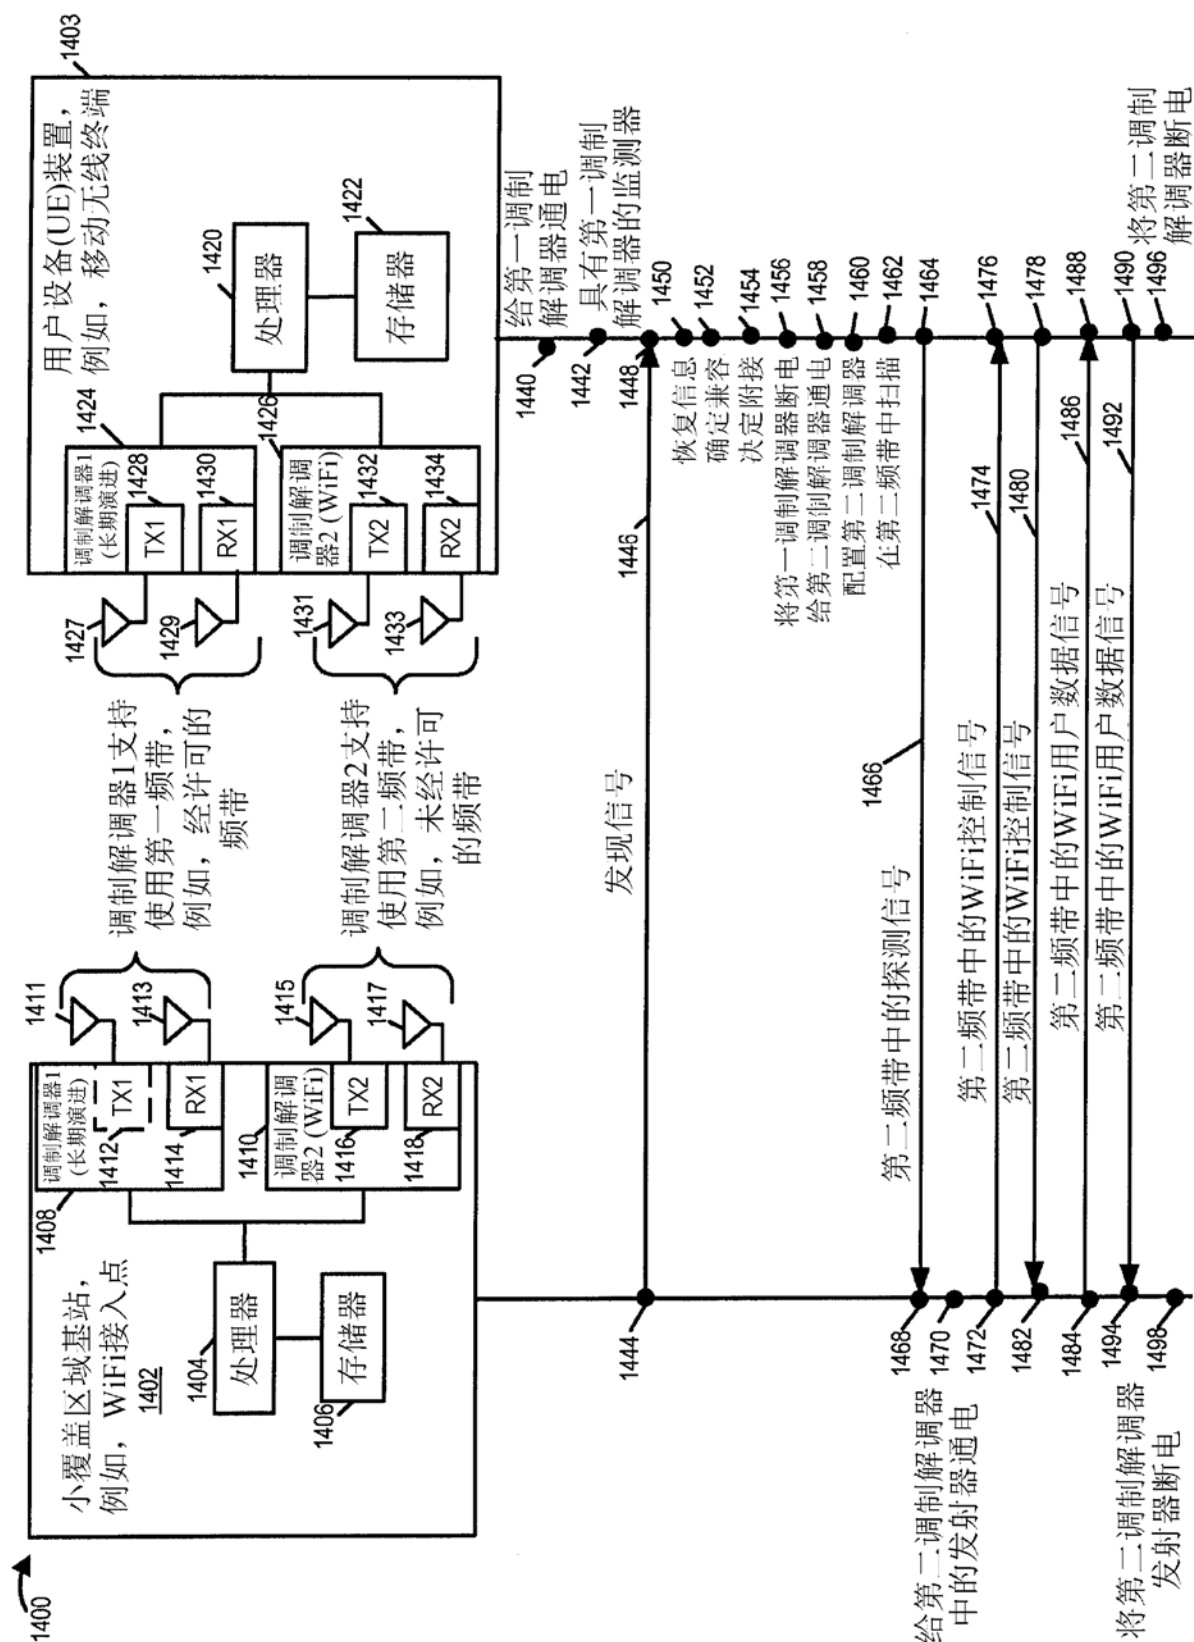 1400
小覆盖区域基站，
例如，WiFi接入点
1402
1404
处理器
存储器
1406
1408
调制解调器1
(长期演进)
TX1
1412
RX1
1414
1410
调制解调
器2 (WiFi)
TX2
1416
RX2
1418
1411
1413
1415
1417
调制解调器1支持
使用第一频带，
例如，经许可的
频带
调制解调器2支持
使用第二频带，
例如，未经许可
的频带
1427
1429
1431
1433
用户设备(UE)装置，
例如，移动无线终端
1403
1424
调制解调器1
(长期演进)
1428
TX1
1430
RX1
1426
调制解调
器2 (WiFi)
1432
TX2
1434
RX2
1420
处理器
1422
存储器
给第一调制
解调器通电
1440
具有第一调制
解调器的监测器
1442
1444
发现信号
1446
1448
1450
恢复信息
1452
确定兼容
1454
决定附接
1456
将第一调制解调器断电
1458
给第二调制解调器通电
1460
配置第二调制解调器
1462
在第二频带中扫描
1464
第二频带中的探测信号
1466
1468
给第二调制解调器
中的发射器通电
1470
1472
第二频带中的WiFi控制信号
1474
1476
1478
第二频带中的WiFi控制信号
1480
1482
1484
第二频带中的WiFi用户数据信号
1486
1488
1490
第二频带中的WiFi用户数据信号
1492
1494
将第二调制
解调器断电
1496
将第二调制解调器
发射器断电
1498